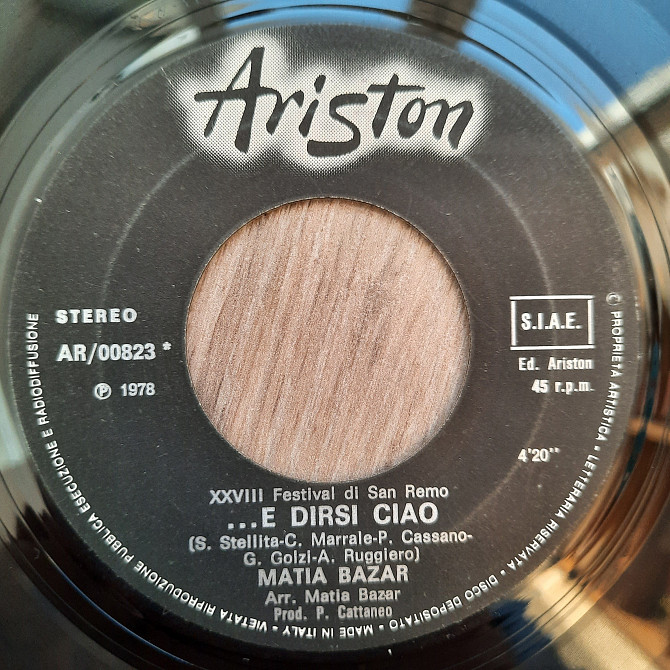 Ariston
STEREO
AR/00823 *
℗ 1978
S.I.A.E.
Ed. Ariston
45 r.p.m.
4'20''
XXVIII Festival di San Remo
...E DIRSI CIAO
(S. Stellita-C. Marrale-P. Cassano-
G. Golzi-A. Ruggiero)
MATIA BAZAR
Arr. Matia Bazar
Prod. P. Cattaneo
© PROPRIETA ARTISTICA - LETTERARIA RISERVATA • DISCO DEPOSITATO • MADE IN ITALY • VIETATA RIPRODUZIONE PUBBLICA ESECUZIONE E RADIODIFFUSIONE